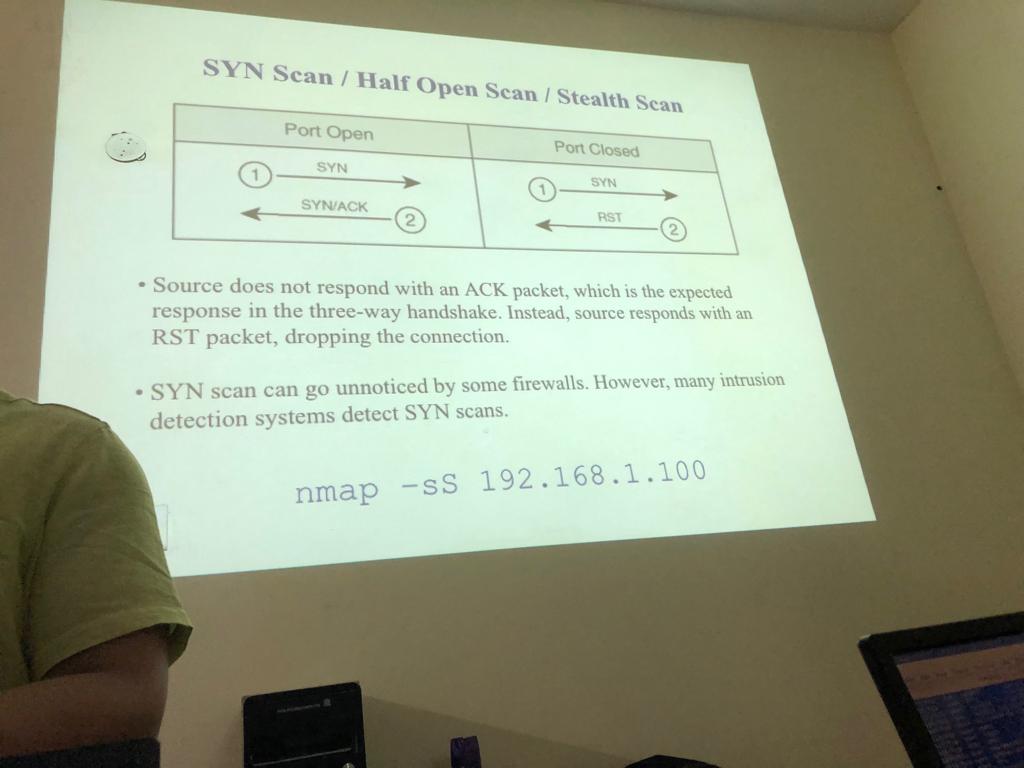 SYN Scan / Half Open Scan / Stealth Scan
Port Open
Port Closed
1 SYN
SYN/ACK 2
1 SYN
RST 2
• Source does not respond with an ACK packet, which is the expected
response in the three-way handshake. Instead, source responds with an
RST packet, dropping the connection.
• SYN scan can go unnoticed by some firewalls. However, many intrusion
detection systems detect SYN scans.
nmap -sS 192.168.1.100